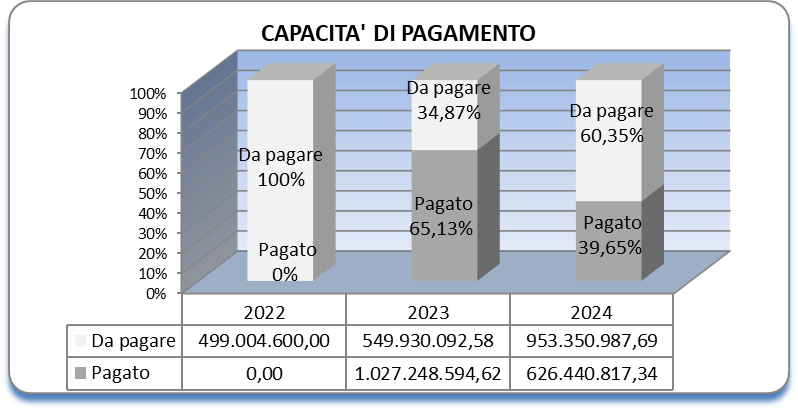 CAPACITA' DI PAGAMENTO
100%
90%
80%
70%
60%
50%
40%
30%
20%
10%
0%
Da pagare
100%
Pagato
0%
Da pagare
34,87%
Pagato
65,13%
Da pagare
60,35%
Pagato
39,65%
2022 2023 2024
Da pagare 499.004.600,00 549.930.092,58 953.350.987,69
Pagato 0,00 1.027.248.594,62 626.440.817,34